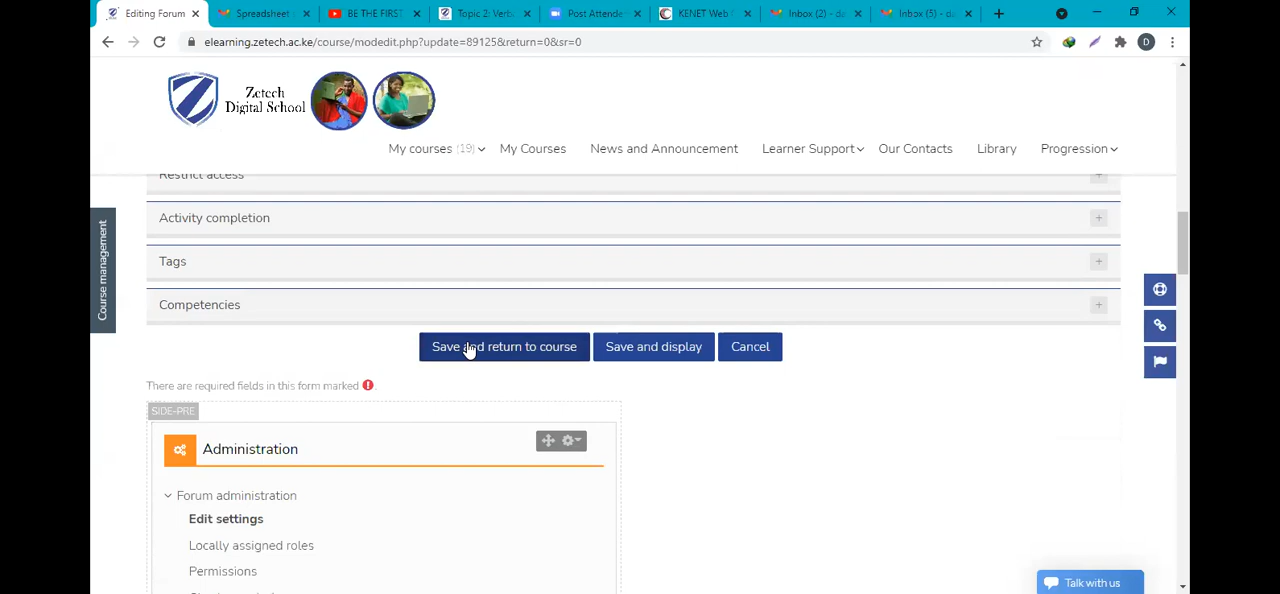 Editing Forum
Spreadsheet
BE THE FIRST
Topic 2: Verb
Post Attende
KENET Web
Inbox (2) - da
Inbox (5) - da
elearning.zetech.ac.ke/course/modedit.php?update=89125&return=0&sr=0
D
Zetech
Digital School
My courses (19)
My Courses
News and Announcement
Learner Support
Our Contacts
Library
Progression
Restrict access
Activity completion
Tags
Competencies
Course management
Save and return to course
Save and display
Cancel
There are required fields in this form marked
SIDE-PRE
Administration
Forum administration
Edit settings
Locally assigned roles
Permissions
Talk with us